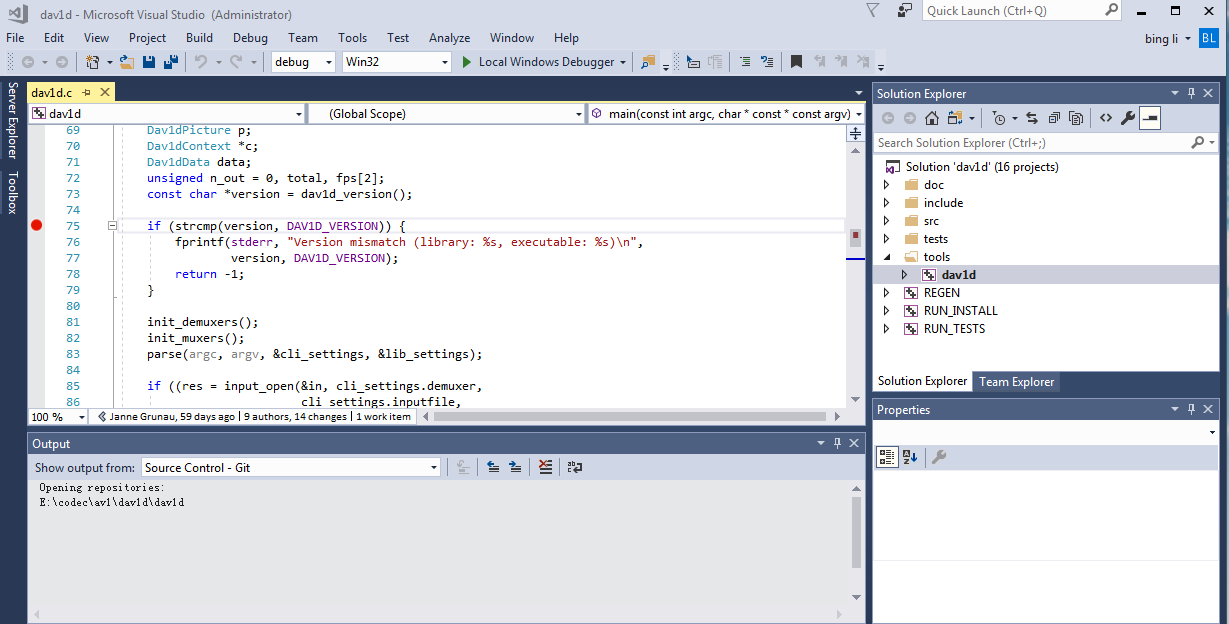 dav1d - Microsoft Visual Studio (Administrator)
Quick Launch (Ctrl+Q)
File Edit View Project Build Debug Team Tools Test Analyze Window Help
bing li BL
debug Win32 Local Windows Debugger
Server Explorer
Toolbox
dav1d.c
dav1d (Global Scope) main(const int argc, char * const * const argv)
69 Dav1dPicture p;
70 Dav1dContext *c;
71 Dav1dData data;
72 unsigned n_out = 0, total, fps[2];
73 const char *version = dav1d_version();
74
75 if (strcmp(version, DAV1D_VERSION)) {
76 fprintf(stderr, "Version mismatch (library: %s, executable: %s)\n",
77 version, DAV1D_VERSION);
78 return -1;
79 }
80
81 init_demuxers();
82 init_muxers();
83 parse(argc, argv, &cli_settings, &lib_settings);
84
85 if ((res = input_open(&in, cli_settings.demuxer,
86 cli_settings.inputfile,
100 % Janne Grunau, 59 days ago | 9 authors, 14 changes | 1 work item
Output
Show output from: Source Control - Git
Opening repositories:
E:\codec\av1\dav1d\dav1d
Solution Explorer
Search Solution Explorer (Ctrl+;)
Solution 'dav1d' (16 projects)
doc
include
src
tests
tools
dav1d
REGEN
RUN_INSTALL
RUN_TESTS
Solution Explorer Team Explorer
Properties